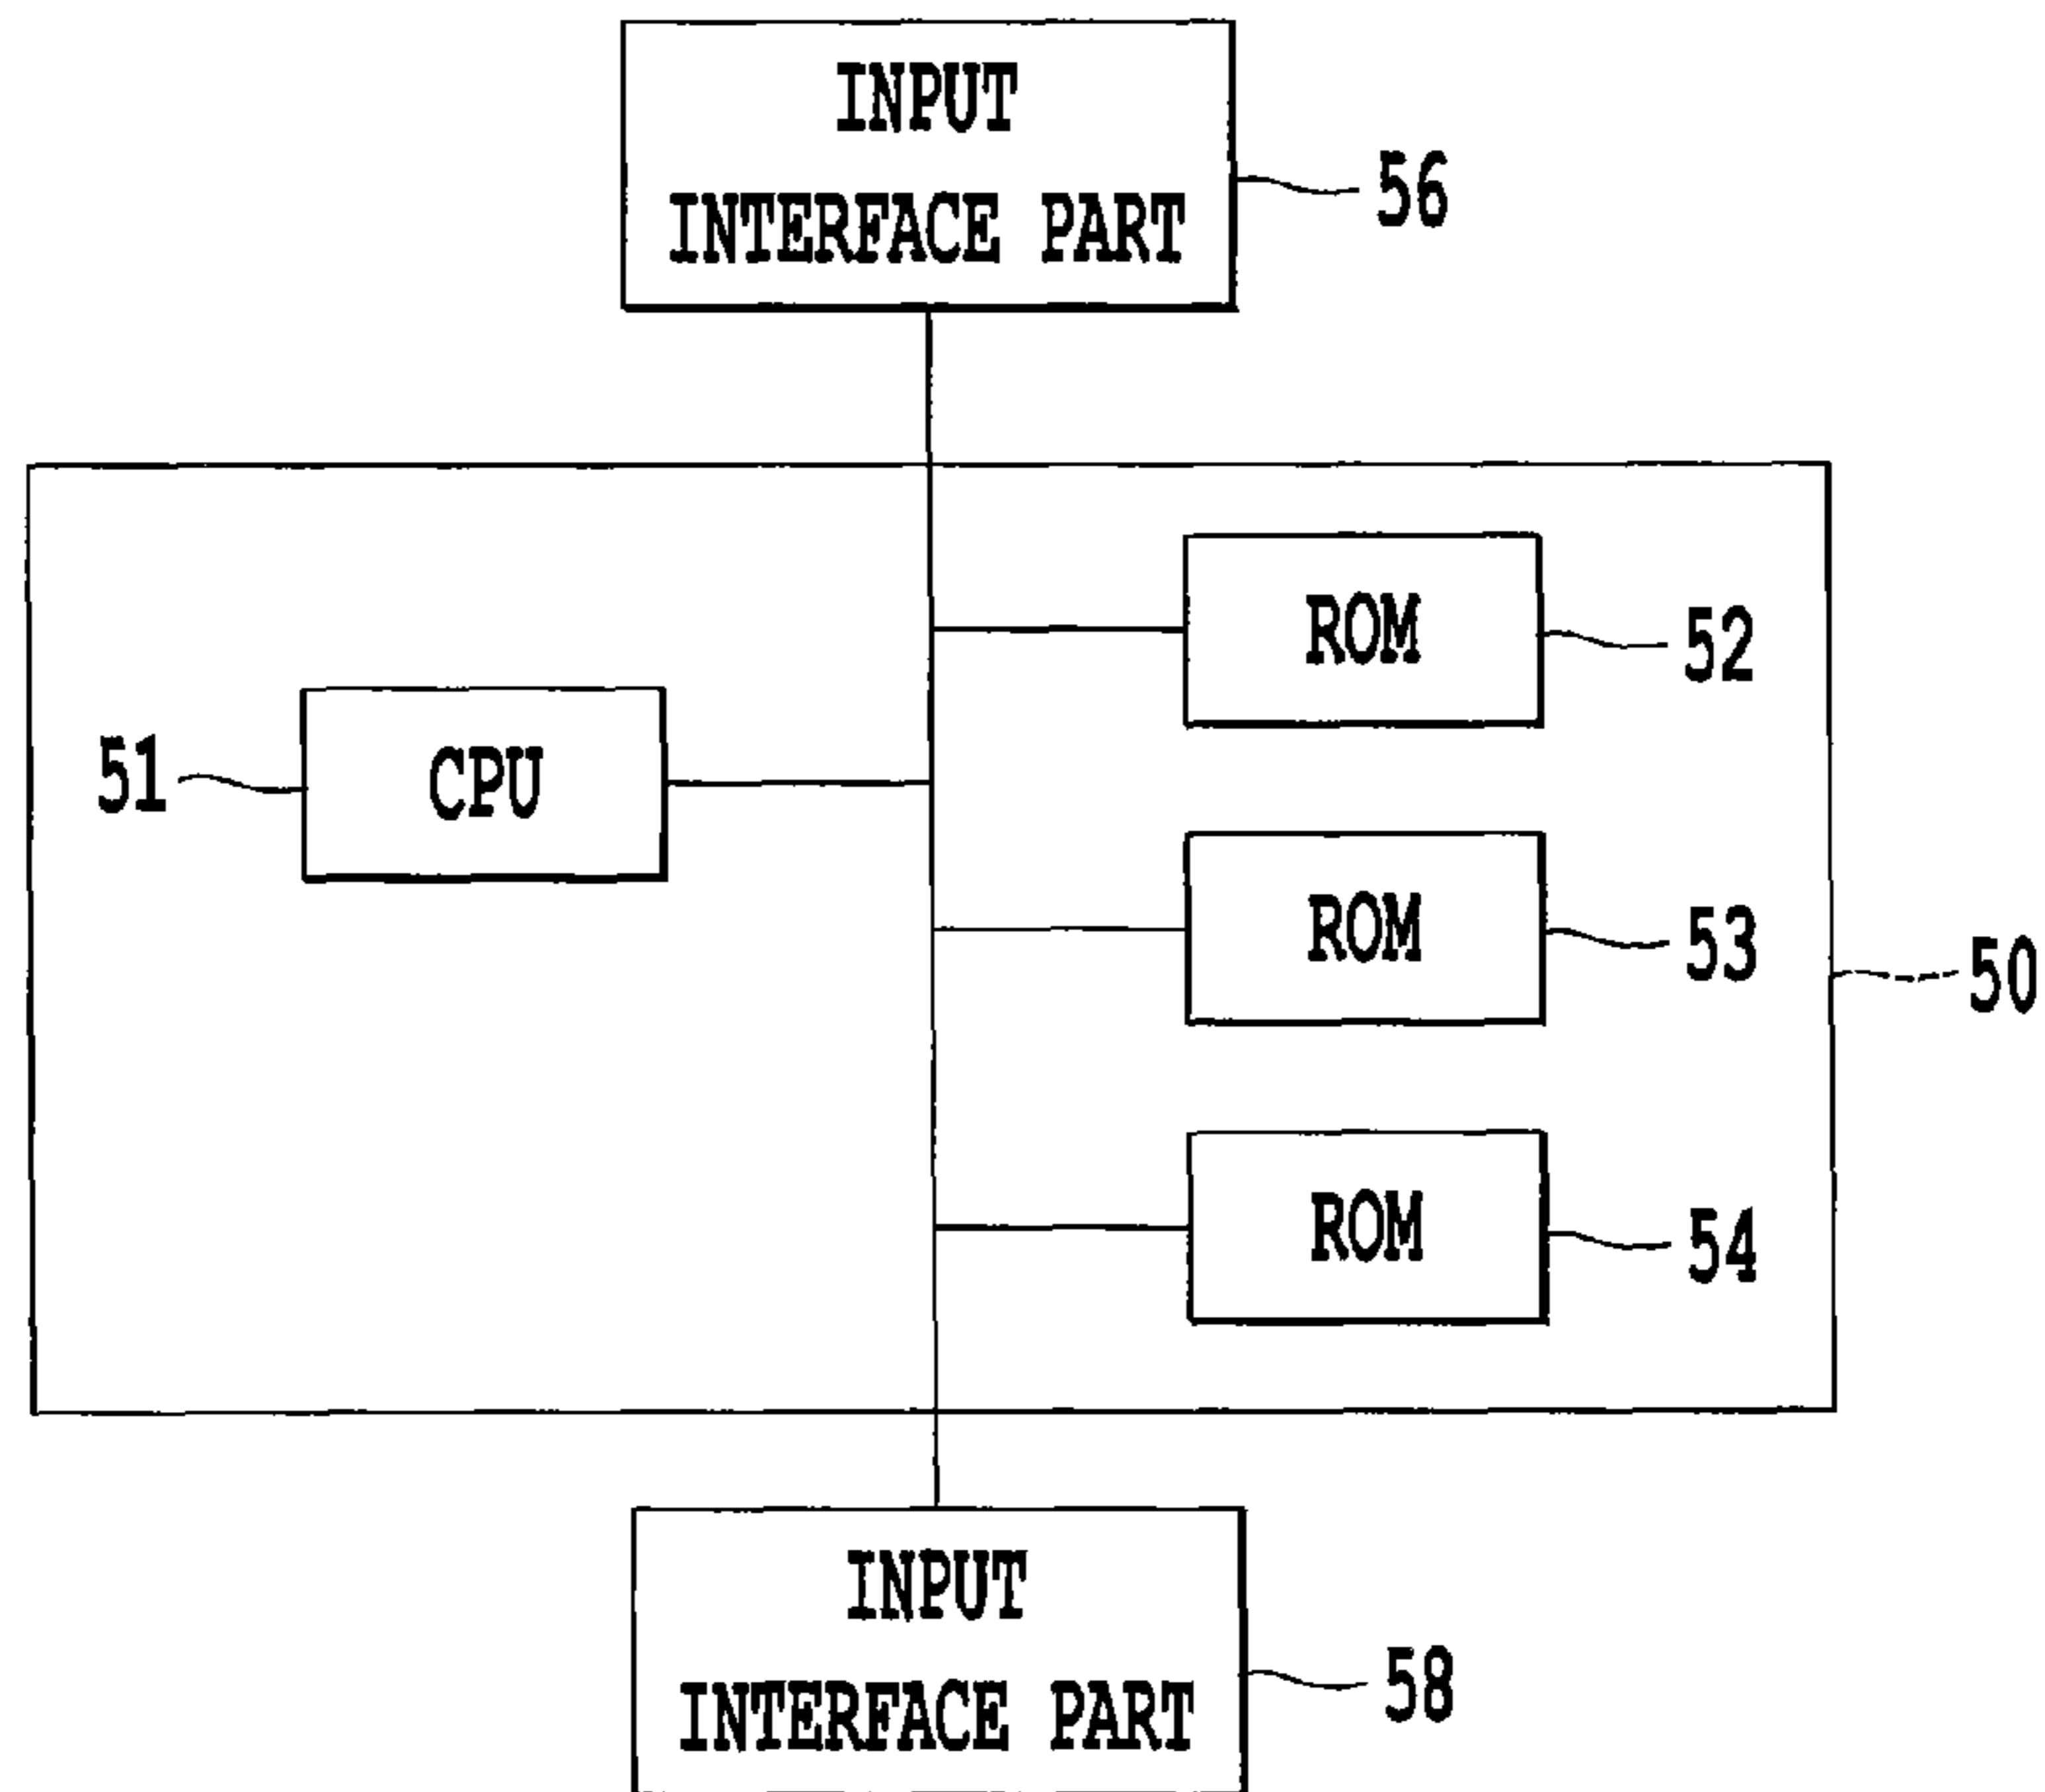 INPUT
INTERFACE PART
56
ROM
52
51
CPU
ROM
53
50
ROM
54
INPUT
INTERFACE PART
58